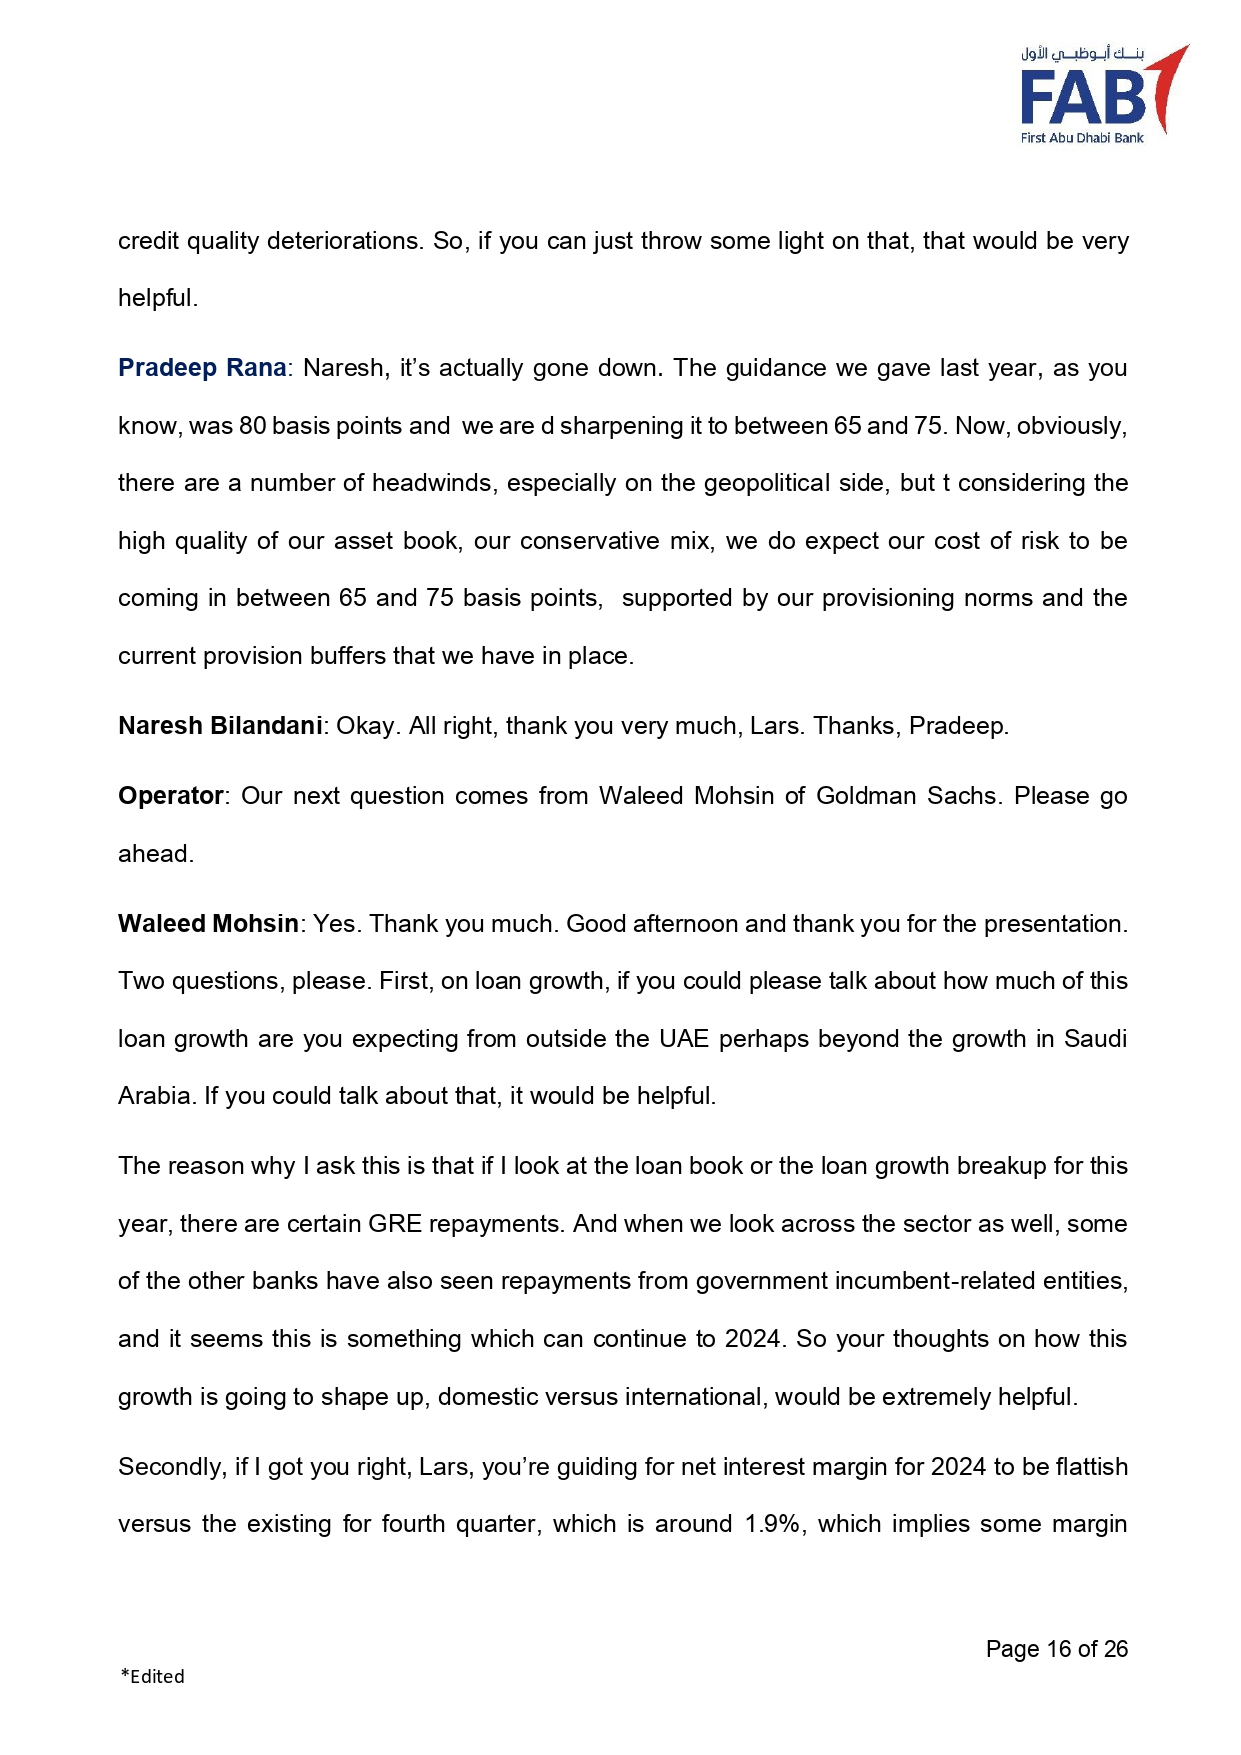 بنك أبوظبي الأول
FAB
First Abu Dhabi Bank
credit quality deteriorations. So, if you can just throw some light on that, that would be very
helpful.
Pradeep Rana: Naresh, it’s actually gone down. The guidance we gave last year, as you
know, was 80 basis points and  we are d sharpening it to between 65 and 75. Now, obviously,
there are a number of headwinds, especially on the geopolitical side, but t considering the
high quality of our asset book, our conservative mix, we do expect our cost of risk to be
coming in between 65 and 75 basis points,  supported by our provisioning norms and the
current provision buffers that we have in place.
Naresh Bilandani: Okay. All right, thank you very much, Lars. Thanks, Pradeep.
Operator: Our next question comes from Waleed Mohsin of Goldman Sachs. Please go
ahead.
Waleed Mohsin: Yes. Thank you much. Good afternoon and thank you for the presentation.
Two questions, please. First, on loan growth, if you could please talk about how much of this
loan growth are you expecting from outside the UAE perhaps beyond the growth in Saudi
Arabia. If you could talk about that, it would be helpful.
The reason why I ask this is that if I look at the loan book or the loan growth breakup for this
year, there are certain GRE repayments. And when we look across the sector as well, some
of the other banks have also seen repayments from government incumbent-related entities,
and it seems this is something which can continue to 2024. So your thoughts on how this
growth is going to shape up, domestic versus international, would be extremely helpful.
Secondly, if I got you right, Lars, you’re guiding for net interest margin for 2024 to be flattish
versus the existing for fourth quarter, which is around 1.9%, which implies some margin
Page 16 of 26
*Edited